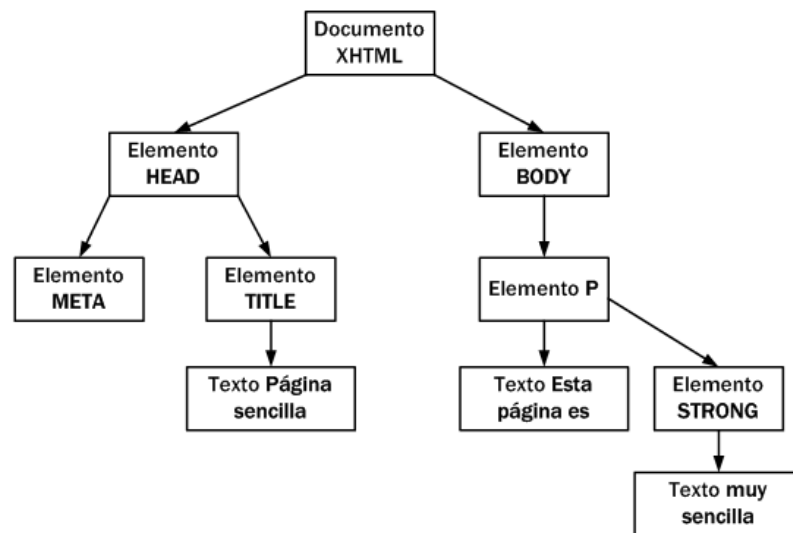 Documento
XHTML
Elemento
HEAD
Elemento
BODY
Elemento
META
Elemento
TITLE
Elemento P
Texto Página
sencilla
Texto Esta
página es
Elemento
STRONG
Texto muy
sencilla